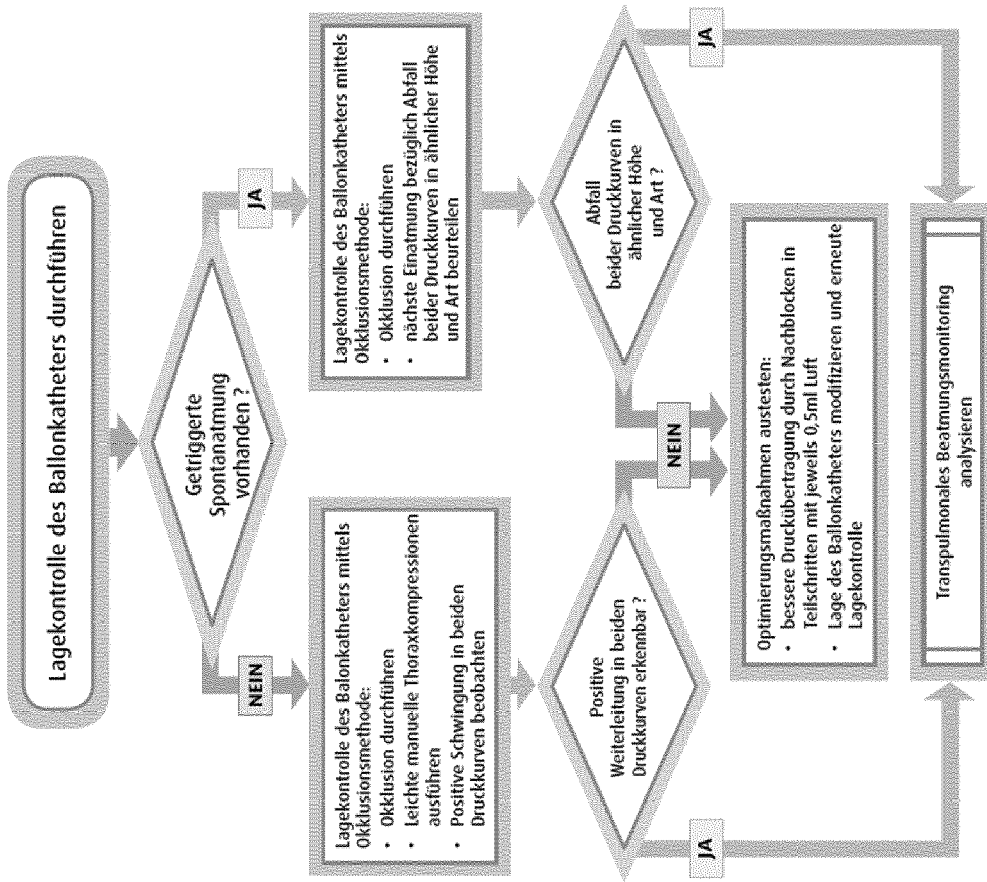 Lagekontrolle des Ballonkatheters durchführen
Getriggerte
Spontanatmung
vorhanden ?
NEIN
JA
Lagekontrolle des Balonkatheters mittels
Okklusionsmethode:
• Okklusion durchführen
• Leichte manuelle Thoraxkompressionen
ausführen
• Positive Schwingung in beiden
Druckkurven beobachten
Lagekontrolle des Ballonkatheters mittels
Okklusionsmethode:
• Okklusion durchführen
• nächste Einatmung bezüglich Abfall
beider Druckkurven in ähnlicher Höhe
und Art beurteilen
Positive
Weiterleitung in beiden
Druckkurven erkennbar ?
Abfall
beider Druckkurven in
ähnlicher Höhe
und Art ?
JA
NEIN
JA
Optimierungsmaßnahmen austesten:
• bessere Druckübertragung durch Nachblocken in
Teilschritten mit jeweils 0,5ml Luft
• Lage des Ballonkatheters modifizieren und erneute
Lagekontrolle
Transpulmonales Beatmungsmonitoring
analysieren